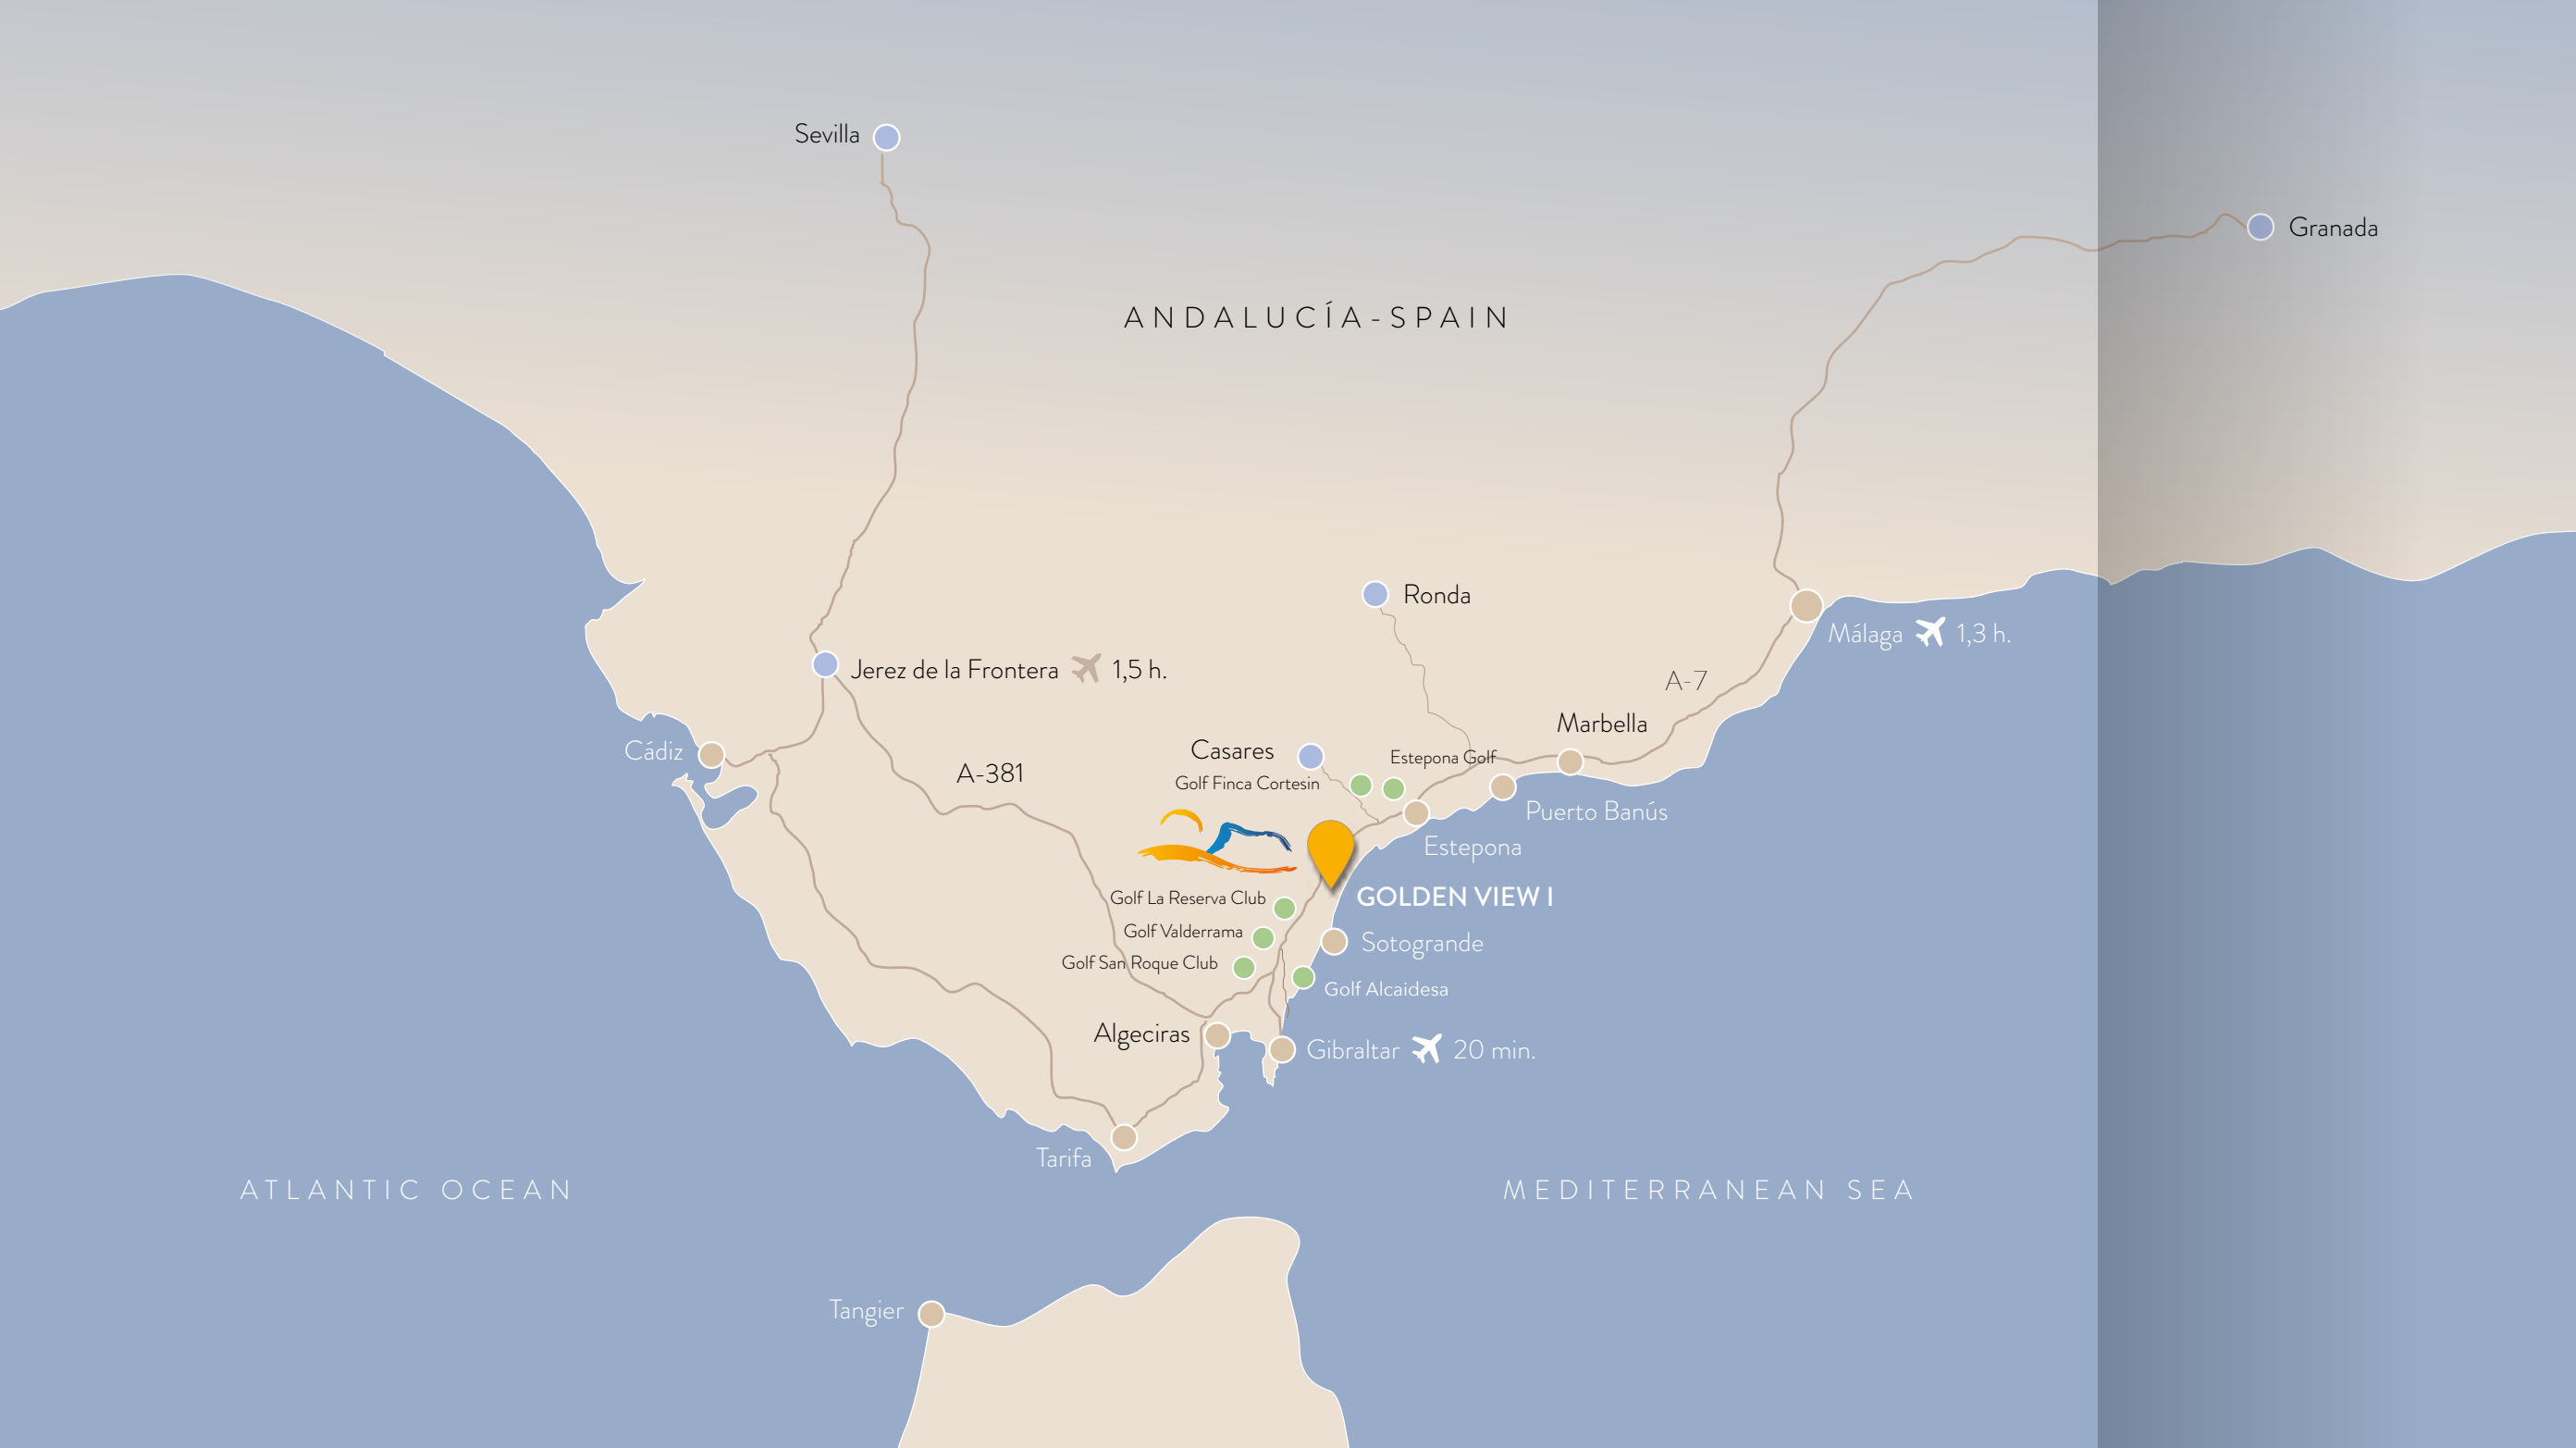 Sevilla
Granada
ANDALUCÍA-SPAIN
Ronda
Málaga 1,3 h.
Jerez de la Frontera 1,5 h.
A-7
Marbella
Cádiz
Casares
Estepona Golf
A-381
Golf Finca Cortesin
Puerto Banús
Estepona
Golf La Reserva Club
GOLDEN VIEW I
Golf Valderrama
Sotogrande
Golf San Roque Club
Golf Alcaidesa
Algeciras
Gibraltar 20 min.
Tarifa
ATLANTIC OCEAN
MEDITERRANEAN SEA
Tangier